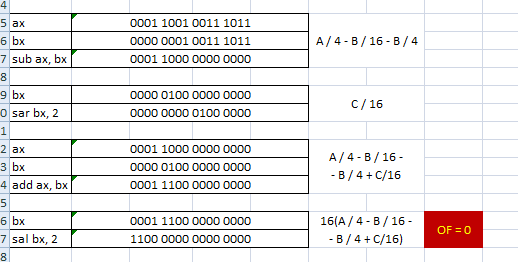 4
5 ax 0001 1001 0011 1011
6 bx 0000 0001 0011 1011 A / 4 - B / 16 - B / 4
7 sub ax, bx 0001 1000 0000 0000
8
9 bx 0000 0100 0000 0000
C / 16
0 sar bx, 2 0000 0000 0100 0000
1
2 ax 0001 1000 0000 0000
A / 4 - B / 16 -
3 bx 0000 0100 0000 0000
- B / 4 + C/16
4 add ax, bx 0001 1100 0000 0000
5
6 bx 0001 1100 0000 0000 16(A / 4 - B / 16 -
OF = 0
7 sal bx, 2 1100 0000 0000 0000 - B / 4 + C/16)
8